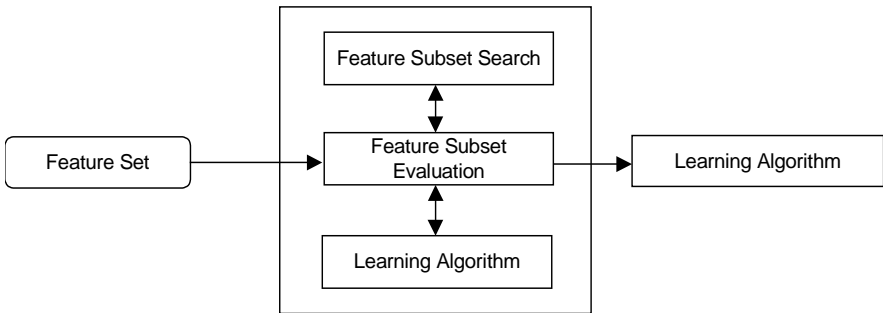 Feature Subset Search
Feature Set
Feature Subset
Evaluation
Learning Algorithm
Learning Algorithm